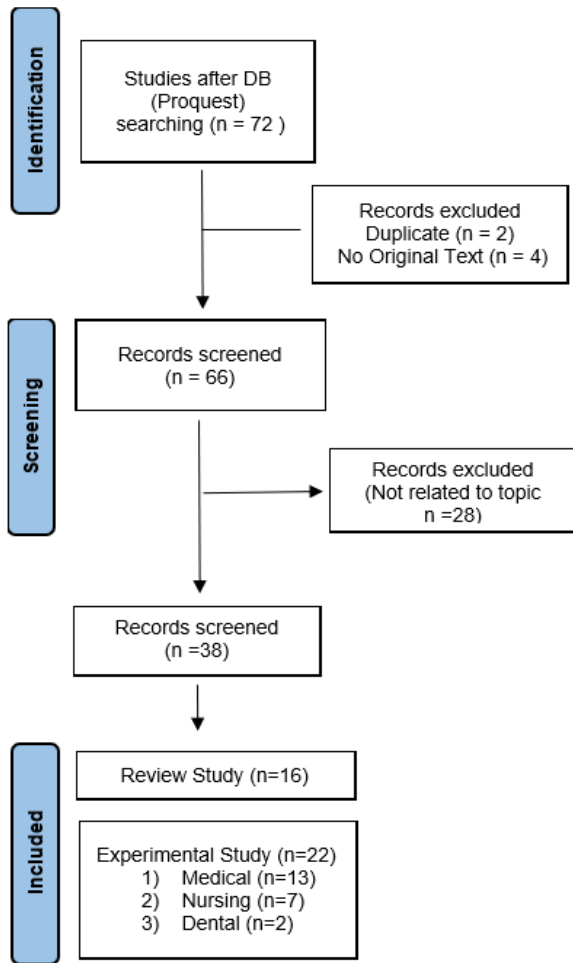 Identification
Studies after DB
(Proquest)
searching (n = 72 )
Records excluded
Duplicate (n = 2)
No Original Text (n = 4)
Screening
Records screened
(n = 66)
Records excluded
(Not related to topic
n =28)
Records screened
(n =38)
Included
Review Study (n=16)
Experimental Study (n=22)
1) Medical (n=13)
2) Nursing (n=7)
3) Dental (n=2)